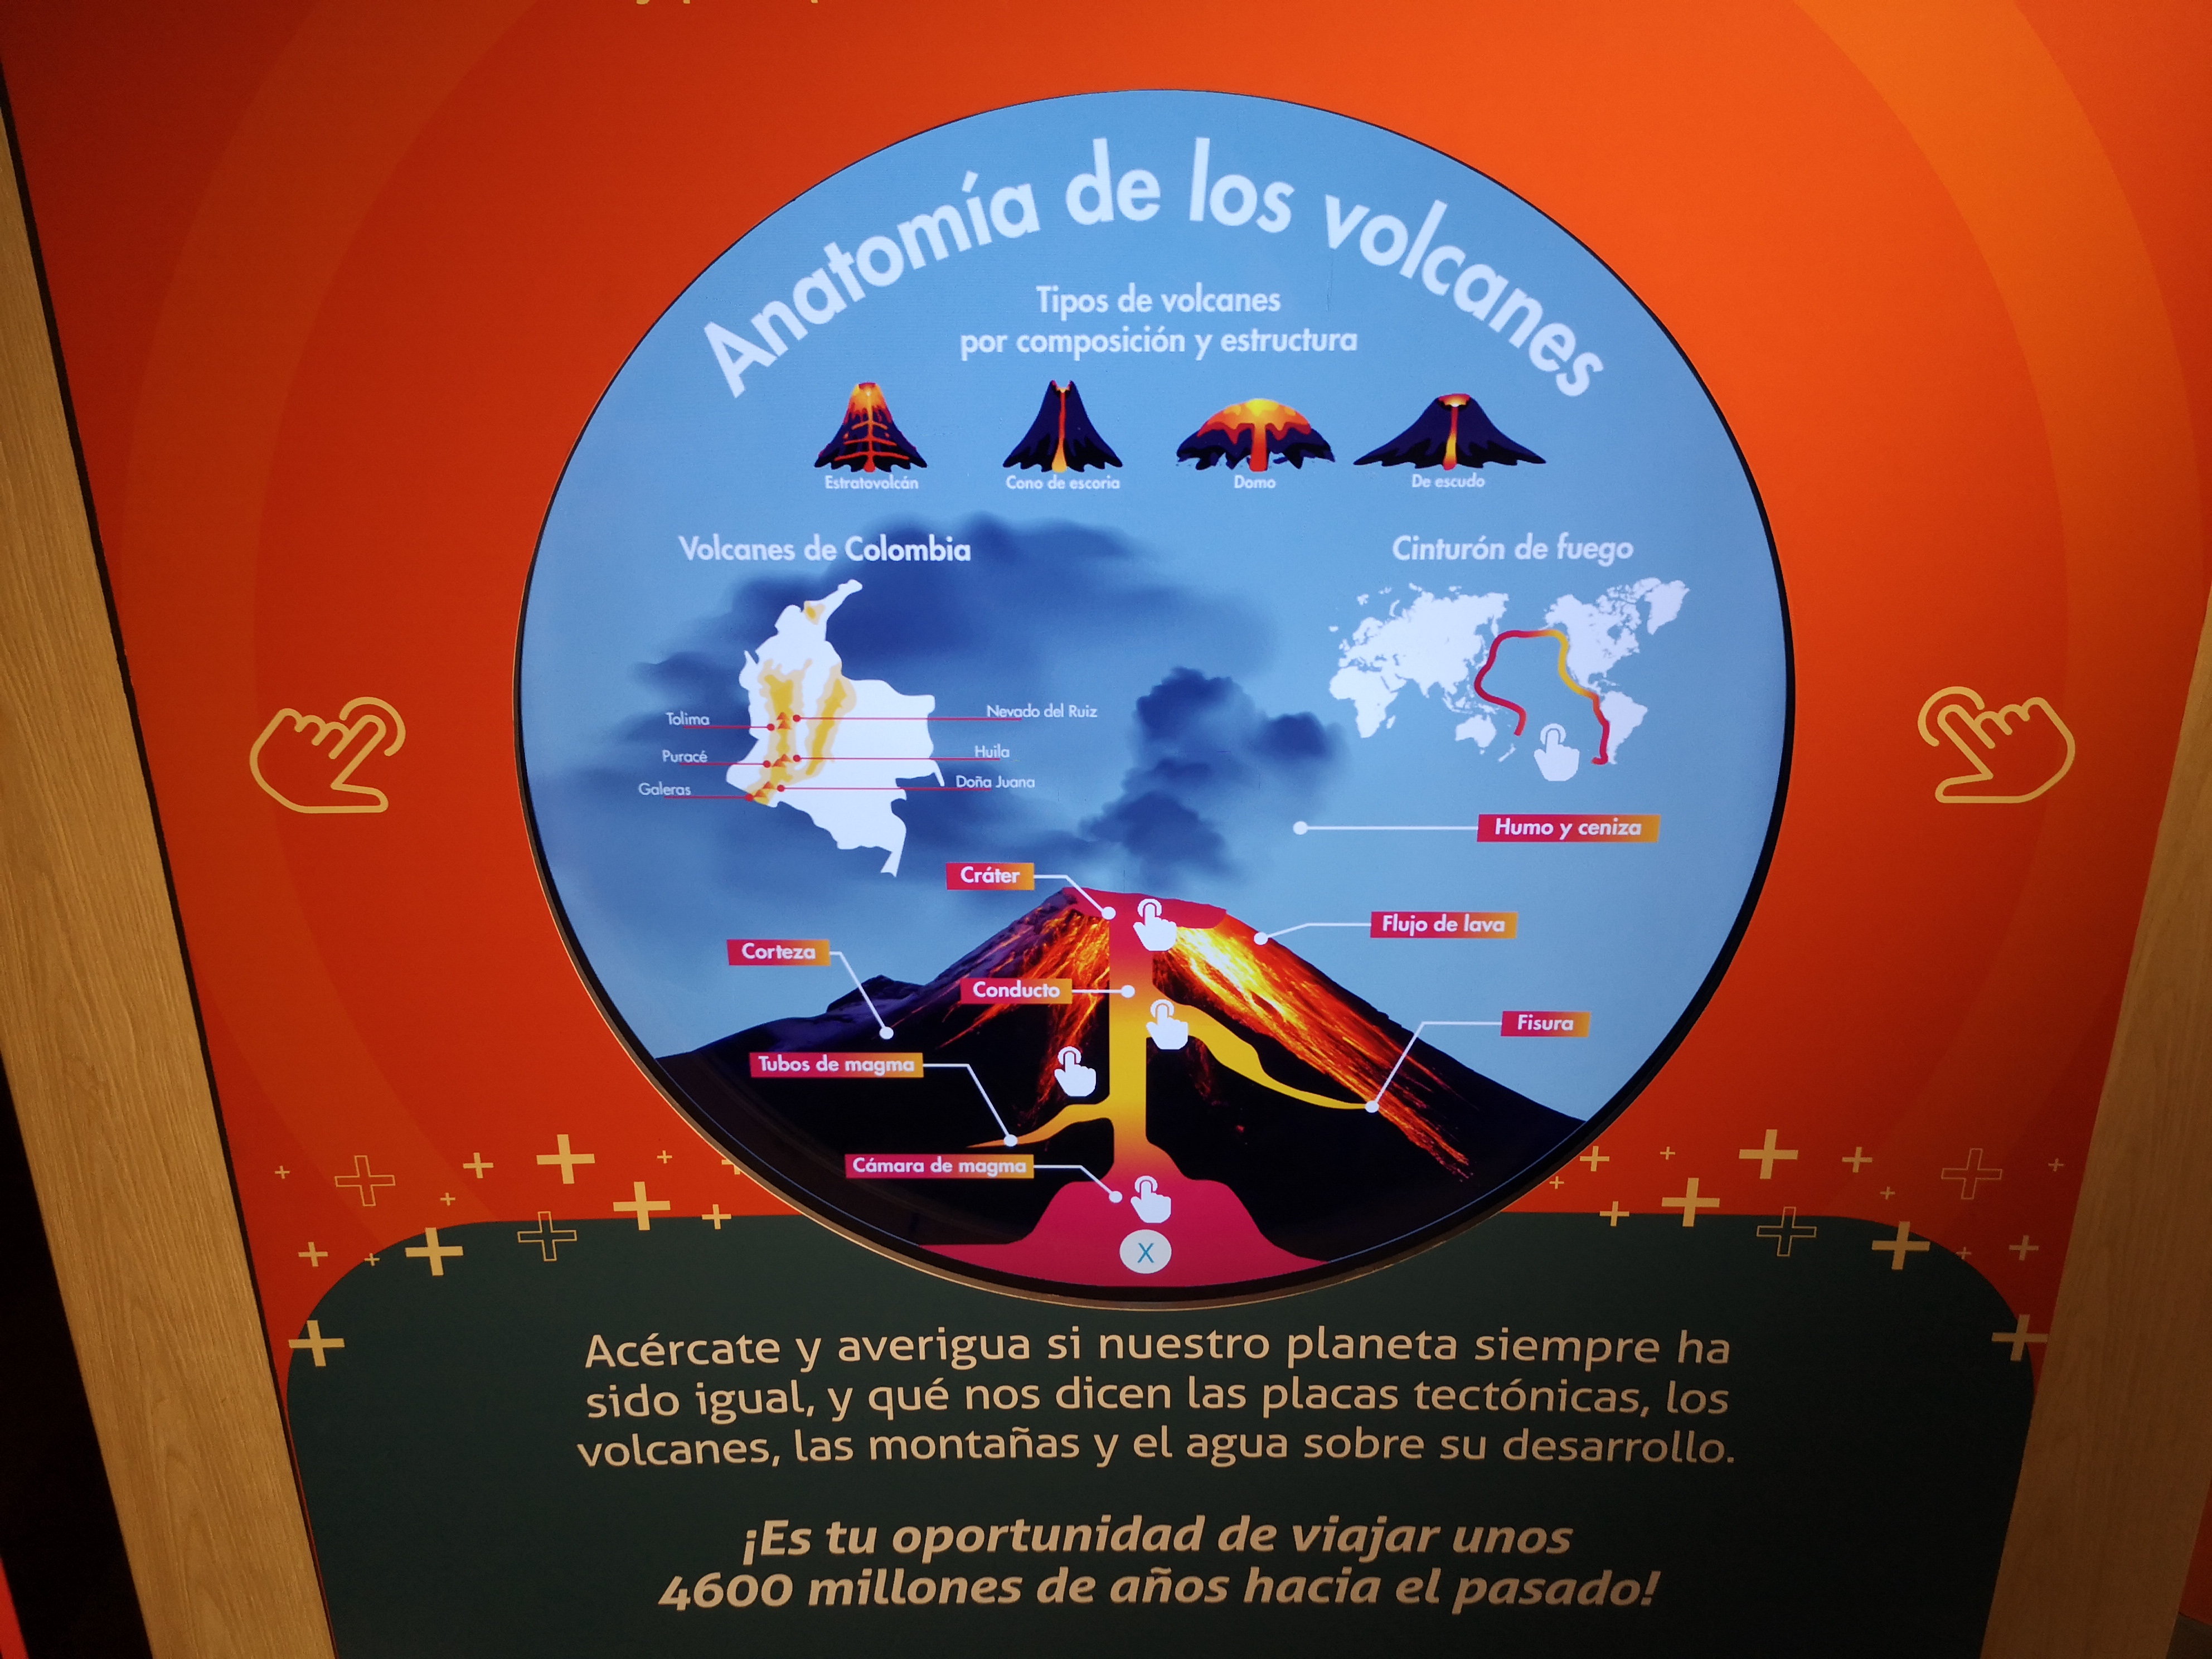 Anatomía de los volcanes
Tipos de volcanes
por composición y estructura
Estratovolcán
Cono de escoria
Domo
De escudo
Volcanes de Colombia
Tolima
Puracé
Galeras
Nevado del Ruiz
Huila
Doña Juana
Cinturón de fuego
Humo y ceniza
Cráter
Flujo de lava
Corteza
Conducto
Fisura
Tubos de magma
Cámara de magma
X
Acércate y averigua si nuestro planeta siempre ha
sido igual, y qué nos dicen las placas tectónicas, los
volcanes, las montañas y el agua sobre su desarrollo.
¡Es tu oportunidad de viajar unos
4600 millones de años hacia el pasado!